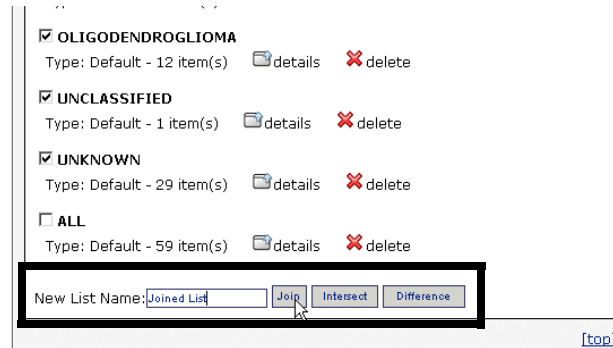 OLIGODENDROGLIOMA
Type: Default - 12 item(s) details delete
UNCLASSIFIED
Type: Default - 1 item(s) details delete
UNKNOWN
Type: Default - 29 item(s) details delete
ALL
Type: Default - 59 item(s) details delete
New List Name: Joined List Join Intersect Difference
[top]